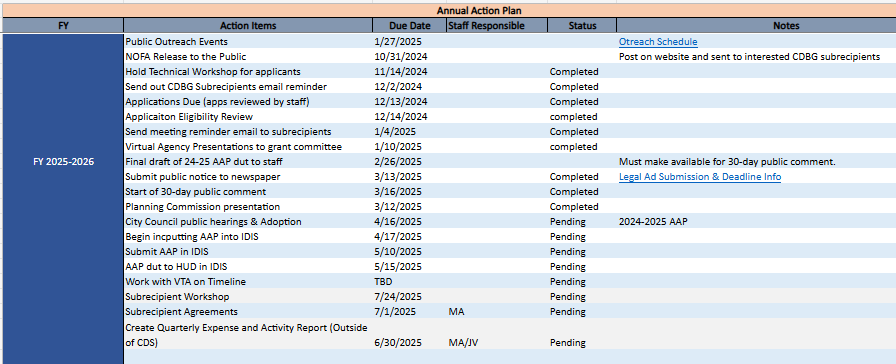 Annual Action Plan
FY Action Items Due Date Staff Responsible Status Notes
FY 2025-2026
Public Outreach Events 1/27/2025 Otreach Schedule
NOFA Release to the Public 10/31/2024 Post on website and sent to interested CDBG subrecipients
Hold Technical Workshop for applicants 11/14/2024 Completed
Send out CDBG Subrecipients email reminder 12/2/2024 Completed
Applications Due (apps reviewed by staff) 12/13/2024 Completed
Applicaiton Eligibility Review 12/14/2024 completed
Send meeting reminder email to subrecipients 1/4/2025 Completed
Virtual Agency Presentations to grant committee 1/10/2025 completed
Final draft of 24-25 AAP dut to staff 2/26/2025 Must make available for 30-day public comment.
Submit public notice to newspaper 3/13/2025 Completed Legal Ad Submission & Deadline Info
Start of 30-day public comment 3/16/2025 Completed
Planning Commission presentation 3/12/2025 Completed
City Council public hearings & Adoption 4/16/2025 Pending 2024-2025 AAP
Begin incputting AAP into IDIS 4/17/2025 Pending
Submit AAP in IDIS 5/10/2025 Pending
AAP dut to HUD in IDIS 5/15/2025 Pending
Work with VTA on Timeline TBD Pending
Subrecipient Workshop 7/24/2025 Pending
Subrecipient Agreements 7/1/2025 MA Pending
Create Quarterly Expense and Activity Report (Outside
of CDS) 6/30/2025 MA/JV Pending